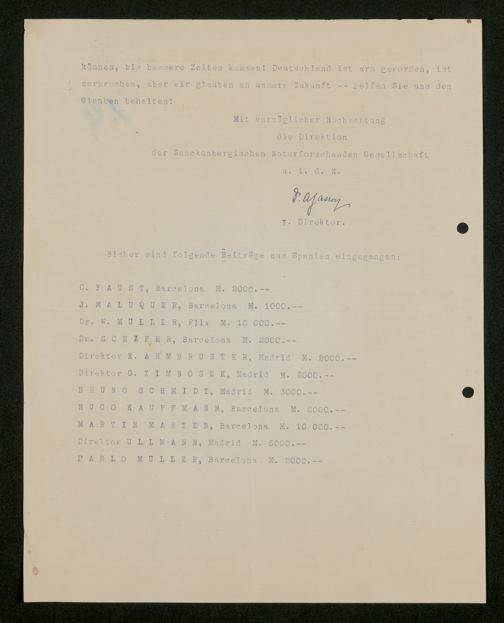 können, bis bessere Zeiten kommen! Deutschland ist arm geworden, ist
zerbrochen, aber wir glauben an unsere Zukunft -- helfen Sie uns den
Glauben behalten!
Mit vorzüglicher Hochachtung
die Direktion
der Senckenbergischen Naturforschenden Gesellschaft
Direktor.
Bisher sind folgende Beiträge aus Spanien eingegangen:
C. F A U S T, Barcelona M. 2000.--
J. M A L U Q U E R, Barcelona M. 1000.--
Dr. W. M U L L E R, Flix M. 10 000.--
Dr. S C H Ä F E R, Barcelona M. 2000.--
Direktor E. A H M B R U S T E R, Madrid M. 2000.--
Direktor G. Z I M B O S E K, Madrid M. 2000.--
B R U N O S C H M I D T, Madrid M. 3000.--
H U G O K A U F F M A N N, Barcelona M. 2000.--
M A R T I N M A R T E N, Barcelona M. 10 000.--
Direktor U L L M A N N, Madrid M. 5000.--
P A B L O M U L L E R, Barcelona M. 2000.--